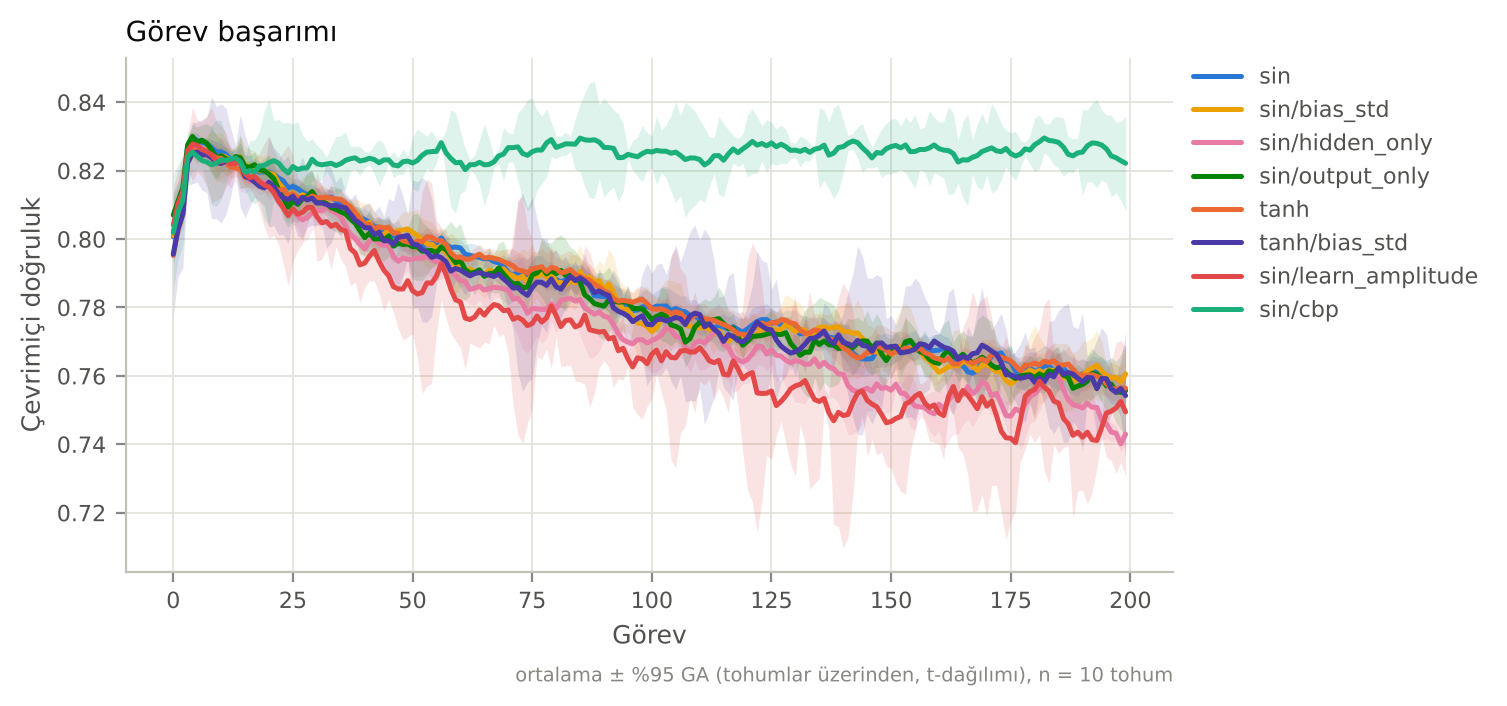 Görev başarımı
Çevrimiçi doğruluk
0.84
0.82
0.80
0.78
0.76
0.74
0.72
0 25 50 75 100 125 150 175 200
Görev
ortalama ± %95 GA (tohumlar üzerinden, t-dağılımı), n = 10 tohum
sin
sin/bias_std
sin/hidden_only
sin/output_only
tanh
tanh/bias_std
sin/learn_amplitude
sin/cbp